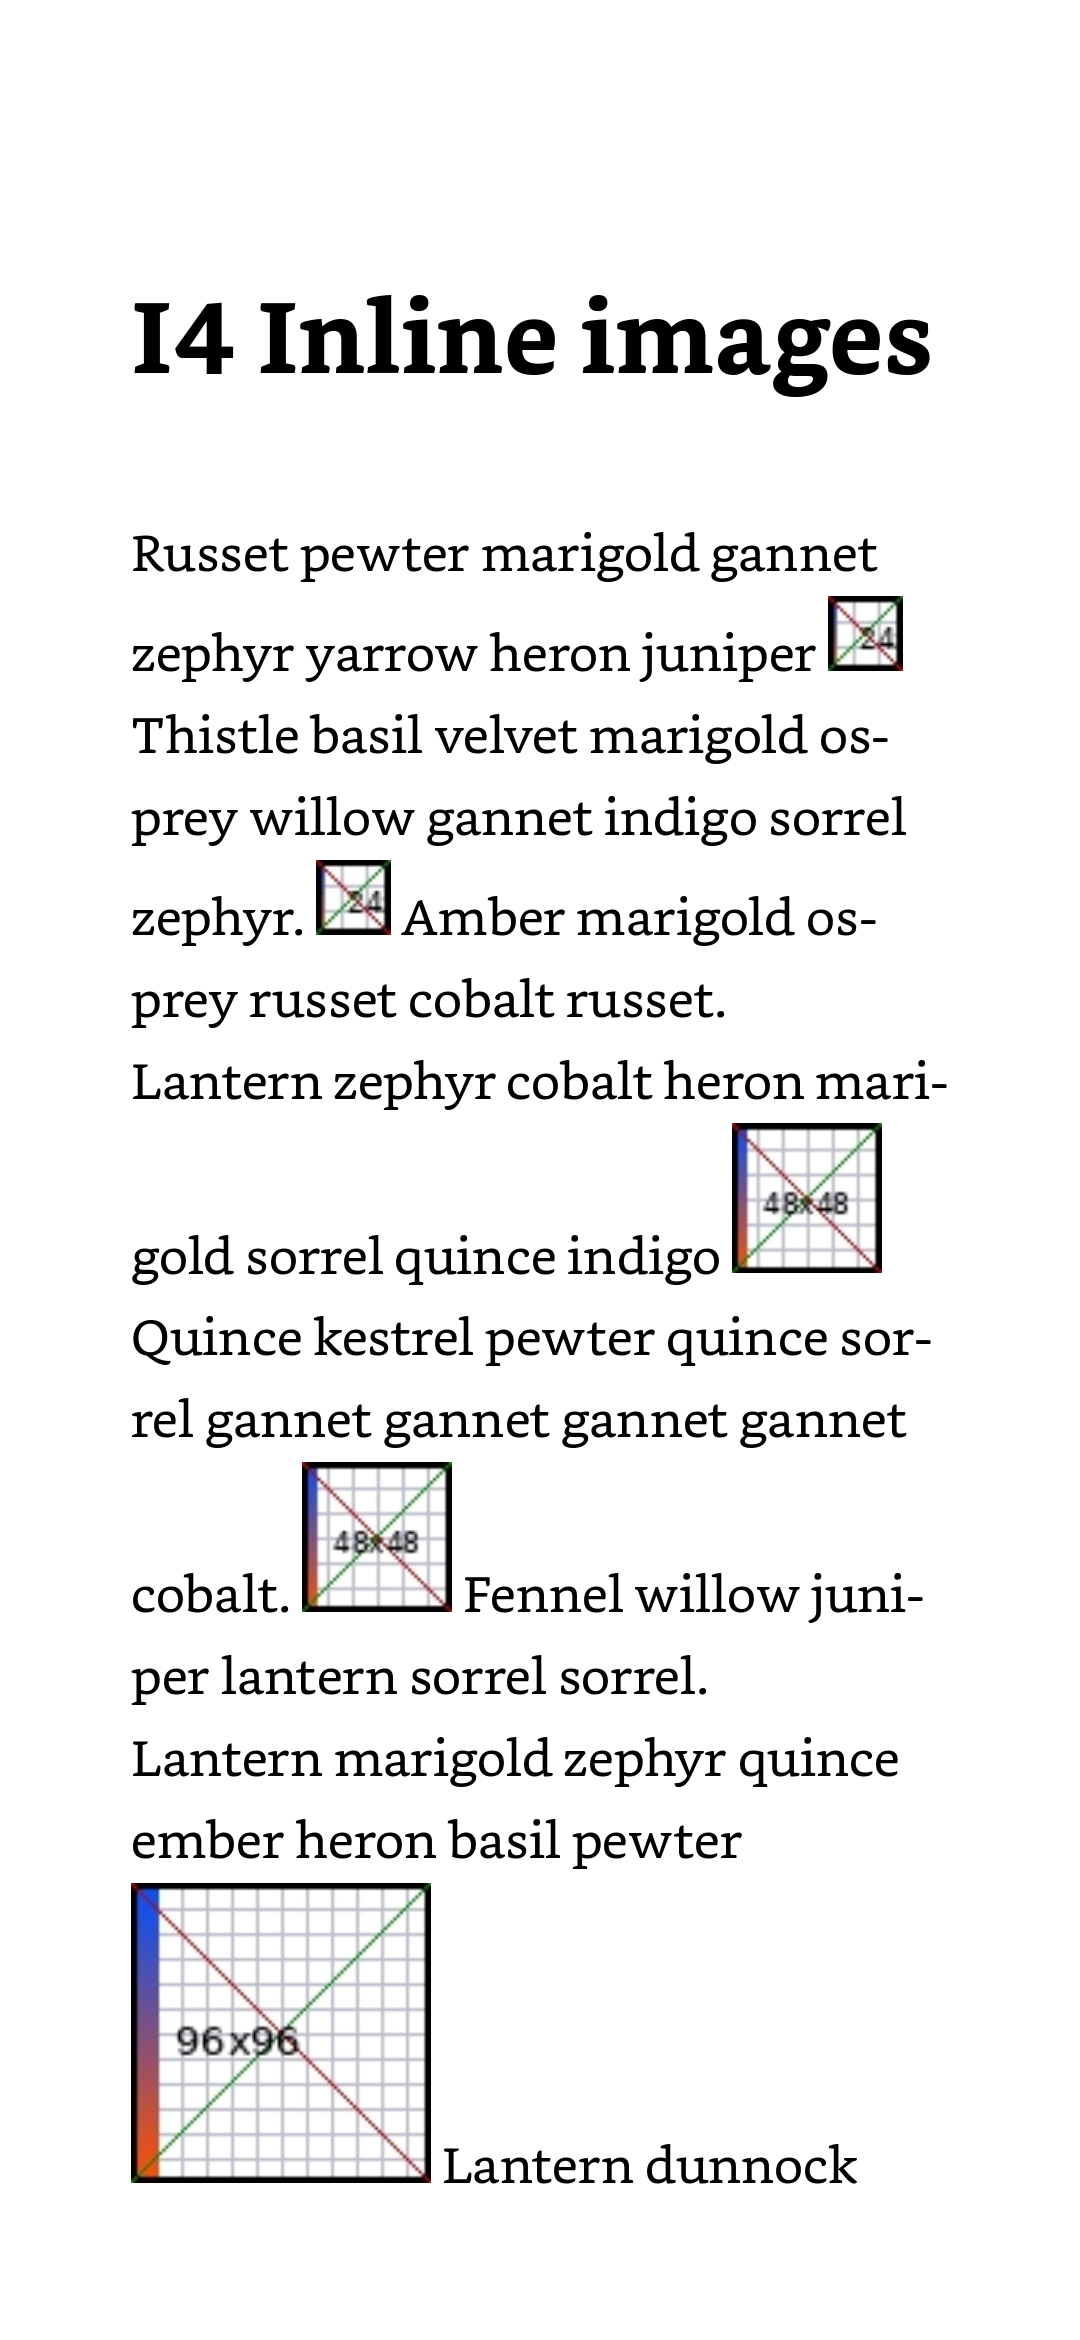 I4 Inline images
Russet pewter marigold gannet
zephyr yarrow heron juniper 24
Thistle basil velvet marigold os-
prey willow gannet indigo sorrel
zephyr. 24 Amber marigold os-
prey russet cobalt russet.
Lantern zephyr cobalt heron mari-
gold sorrel quince indigo 48x48
Quince kestrel pewter quince sor-
rel gannet gannet gannet gannet
cobalt. 48x48 Fennel willow juni-
per lantern sorrel sorrel.
Lantern marigold zephyr quince
ember heron basil pewter
96x96 Lantern dunnock